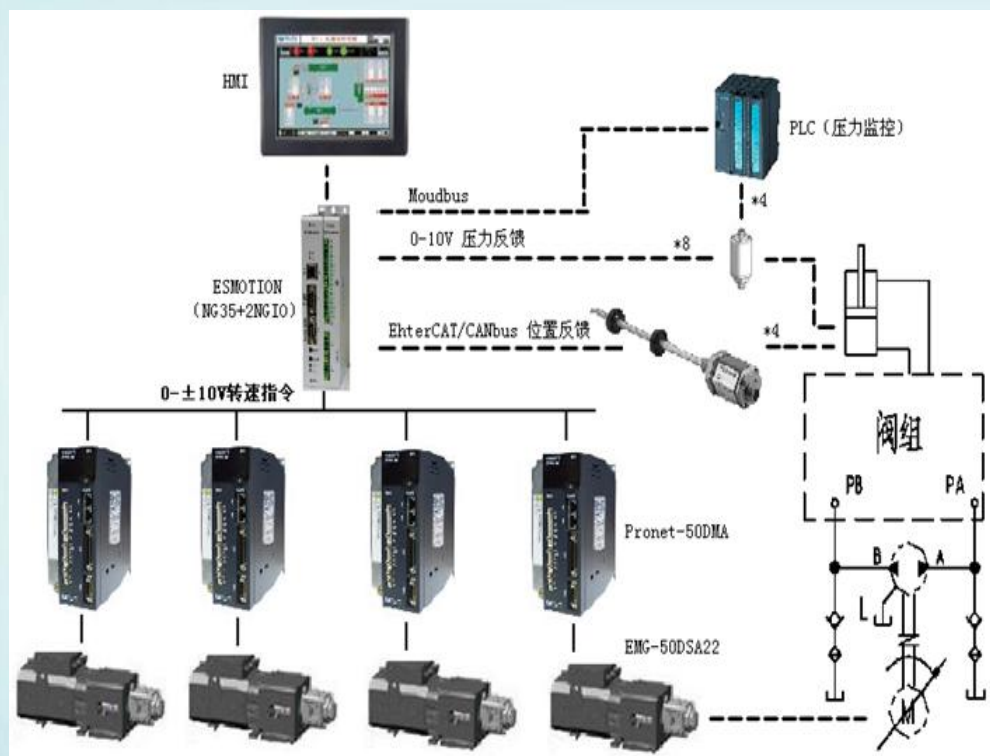 HMI
PLC（压力监控）
*4
Moudbus
0-10V 压力反馈
*8
ESMOTION
（NG35+2NGIO）
EhterCAT/CANbus 位置反馈
*4
0-±10V转速指令
阀组
PB
PA
Pronet-50DMA
B
A
L
EMG-50DSA22
M